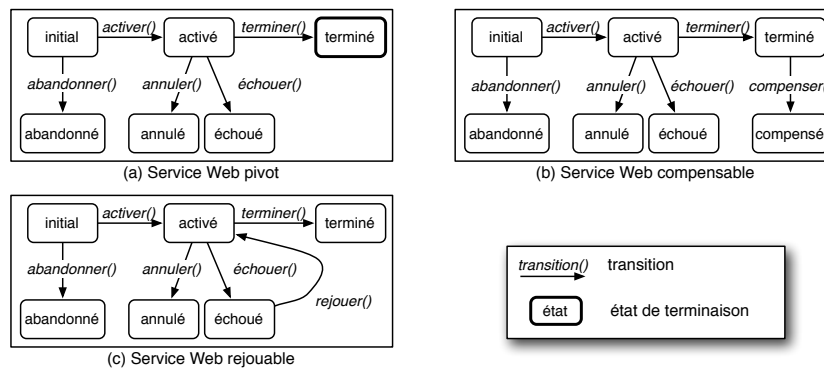 initial
activer()
activé
terminer()
terminé
abandonner()
annuler()
échouer()
abandonné
annulé
échoué
(a) Service Web pivot
initial
activer()
activé
terminer()
terminé
abandonner()
annuler()
échouer()
compenser()
abandonné
annulé
échoué
compensé
(b) Service Web compensable
initial
activer()
activé
terminer()
terminé
abandonner()
annuler()
échouer()
rejouer()
abandonné
annulé
échoué
(c) Service Web rejouable
transition()
transition
état
état de terminaison